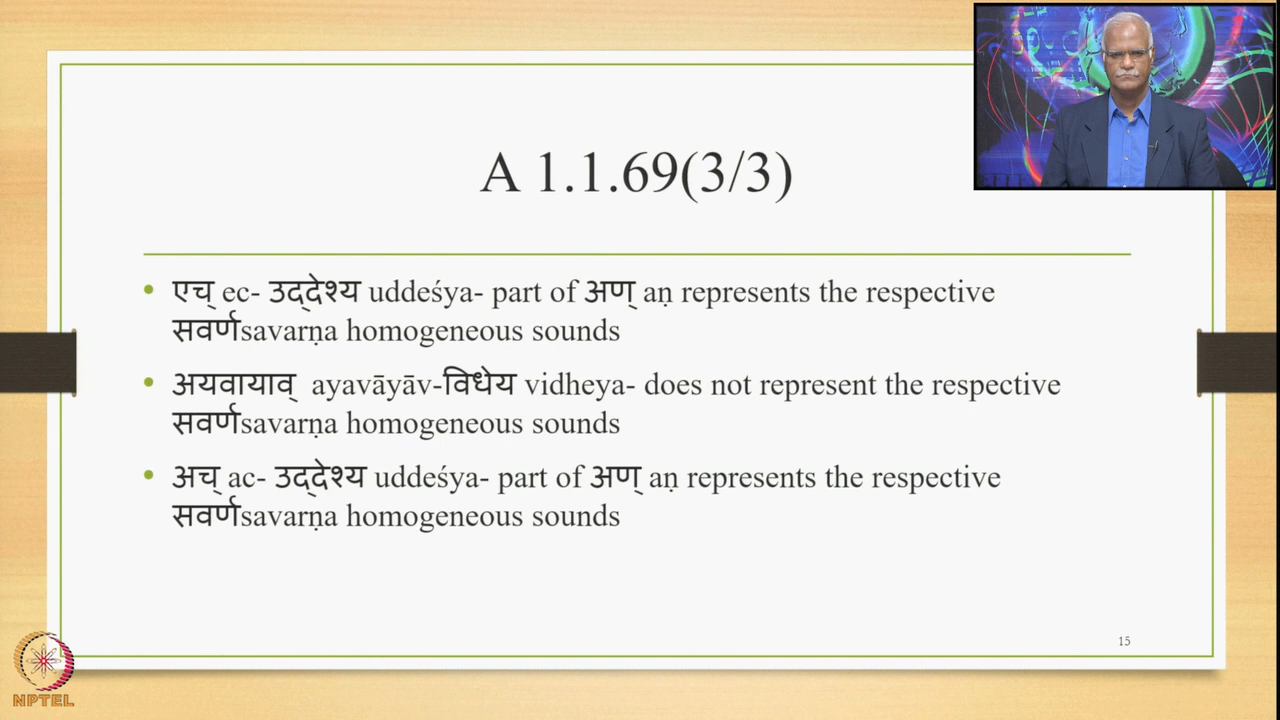 A 1.1.69(3/3)
एच् ec- उद्देश्य uddeśya- part of अण् aṇ represents the respective
सवर्णsavarṇa homogeneous sounds
अयवायाव् ayavāyāv-विधेय vidheya- does not represent the respective
सवर्णsavarṇa homogeneous sounds
अच् ac- उद्देश्य uddeśya- part of अण् aṇ represents the respective
सवर्णsavarṇa homogeneous sounds
15
NPTEL